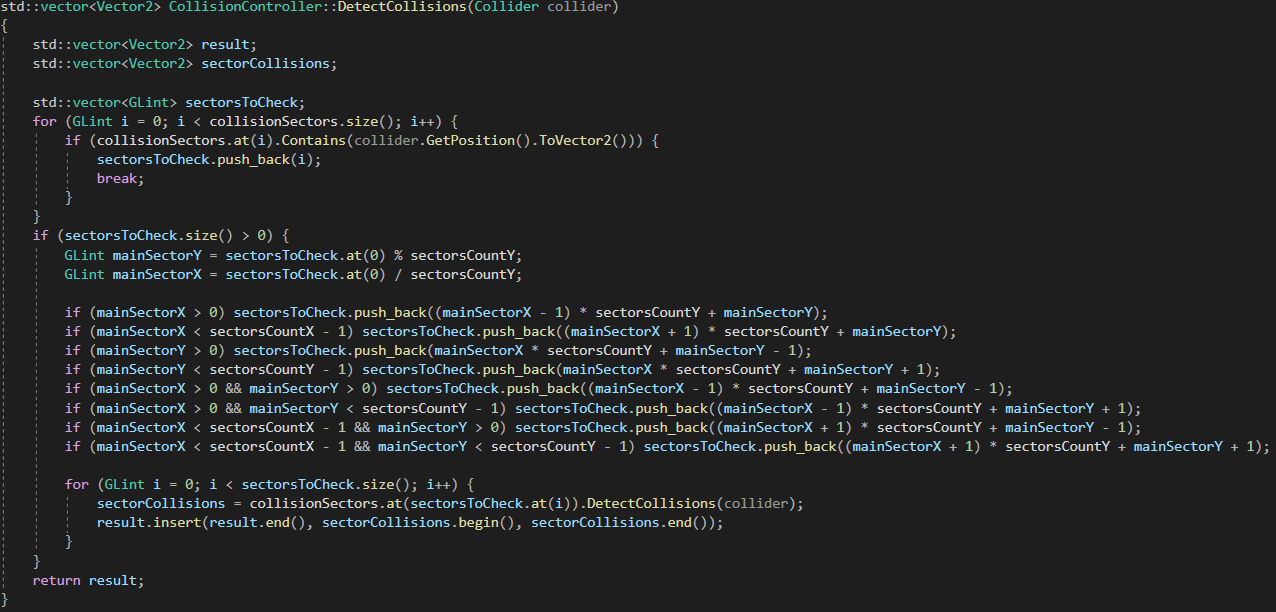 std::vector<Vector2> CollisionController::DetectCollisions(Collider collider)
{
    std::vector<Vector2> result;
    std::vector<Vector2> sectorCollisions;

    std::vector<GLint> sectorsToCheck;
    for (GLint i = 0; i < collisionSectors.size(); i++) {
        if (collisionSectors.at(i).Contains(collider.GetPosition().ToVector2())) {
            sectorsToCheck.push_back(i);
            break;
        }
    }
    if (sectorsToCheck.size() > 0) {
        GLint mainSectorY = sectorsToCheck.at(0) % sectorsCountY;
        GLint mainSectorX = sectorsToCheck.at(0) / sectorsCountY;

        if (mainSectorX > 0) sectorsToCheck.push_back((mainSectorX - 1) * sectorsCountY + mainSectorY);
        if (mainSectorX < sectorsCountX - 1) sectorsToCheck.push_back((mainSectorX + 1) * sectorsCountY + mainSectorY);
        if (mainSectorY > 0) sectorsToCheck.push_back(mainSectorX * sectorsCountY + mainSectorY - 1);
        if (mainSectorY < sectorsCountY - 1) sectorsToCheck.push_back(mainSectorX * sectorsCountY + mainSectorY + 1);
        if (mainSectorX > 0 && mainSectorY > 0) sectorsToCheck.push_back((mainSectorX - 1) * sectorsCountY + mainSectorY - 1);
        if (mainSectorX > 0 && mainSectorY < sectorsCountY - 1) sectorsToCheck.push_back((mainSectorX - 1) * sectorsCountY + mainSectorY + 1);
        if (mainSectorX < sectorsCountX - 1 && mainSectorY > 0) sectorsToCheck.push_back((mainSectorX + 1) * sectorsCountY + mainSectorY - 1);
        if (mainSectorX < sectorsCountX - 1 && mainSectorY < sectorsCountY - 1) sectorsToCheck.push_back((mainSectorX + 1) * sectorsCountY + mainSectorY + 1);

        for (GLint i = 0; i < sectorsToCheck.size(); i++) {
            sectorCollisions = collisionSectors.at(sectorsToCheck.at(i)).DetectCollisions(collider);
            result.insert(result.end(), sectorCollisions.begin(), sectorCollisions.end());
        }
    }
    return result;
}